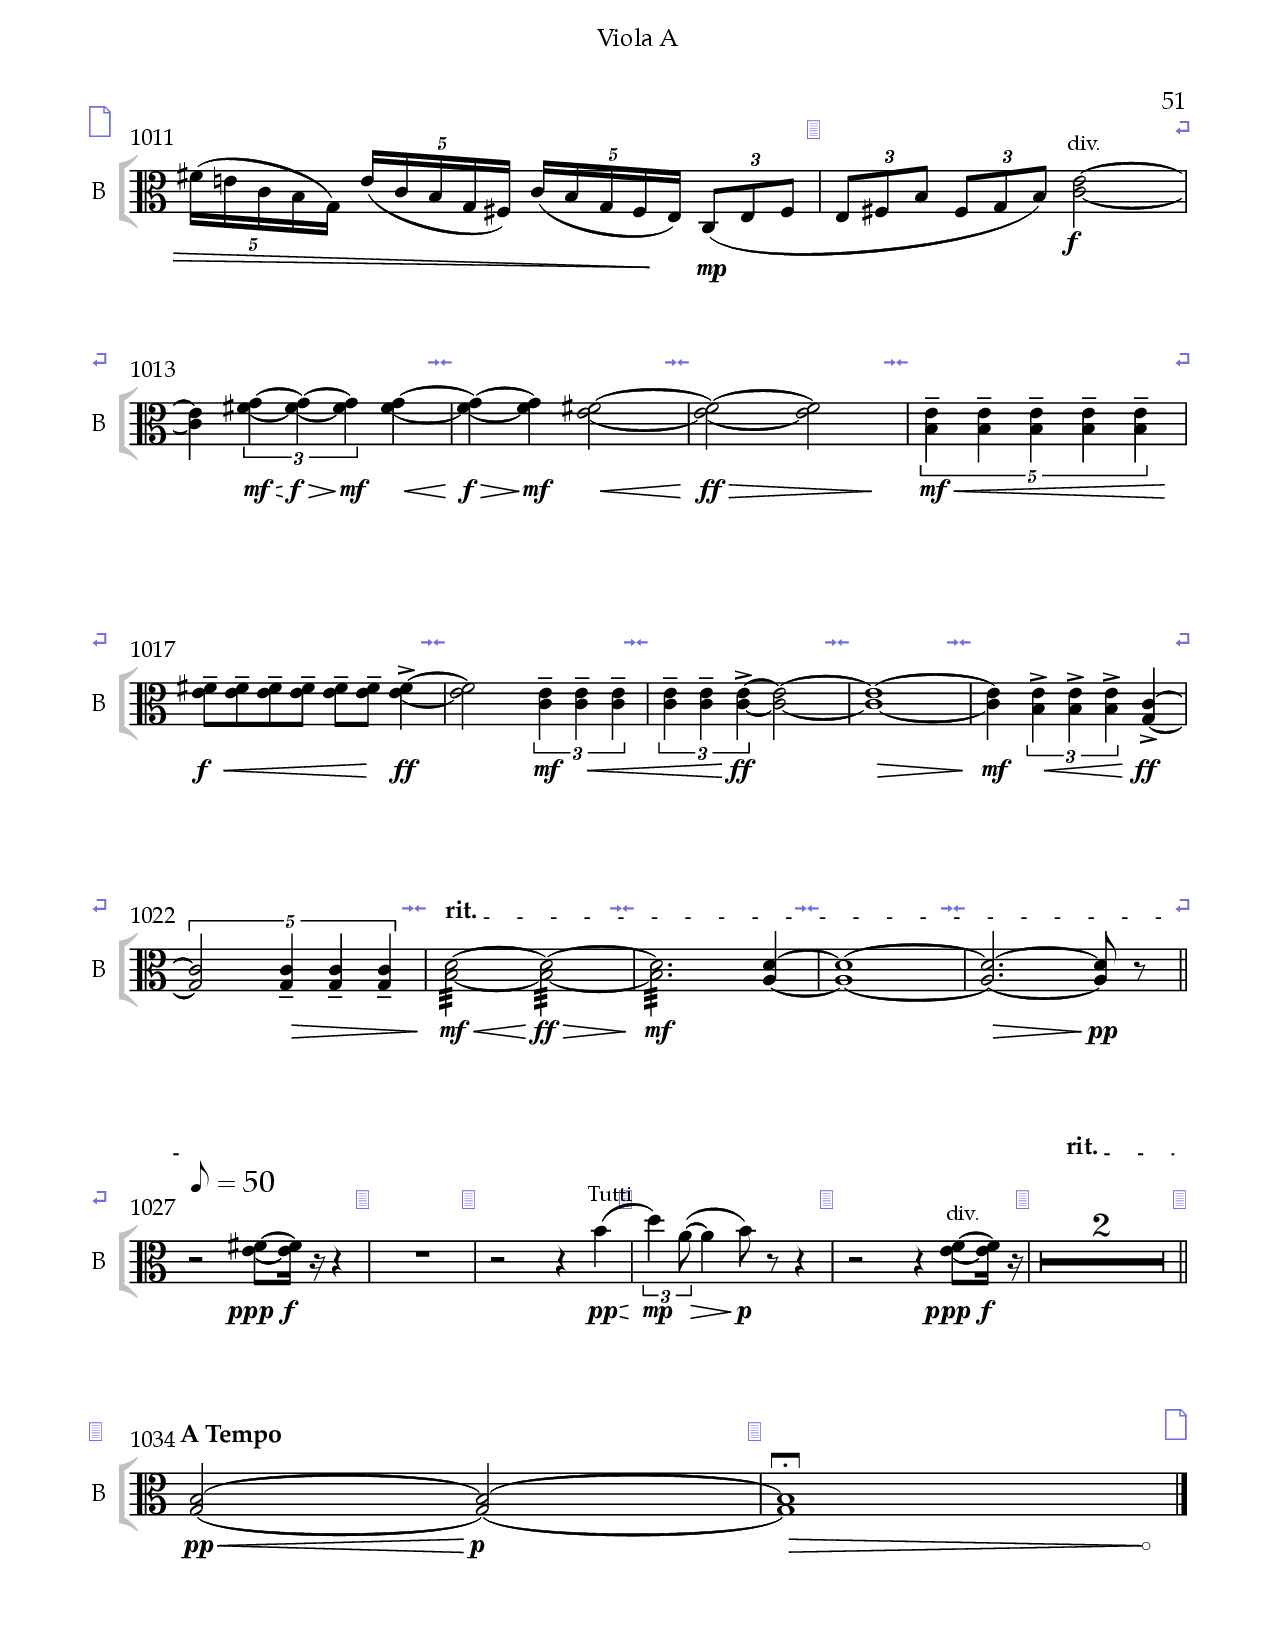 Viola A
51
1011
div.
5
5
3
3
3
B
5
mp
f
1013
B
3
5
mf f mf f mf ff mf
1017
B
3 3 3
f ff mf ff mf ff
1022
rit.
5
B
mf ff mf pp
rit.
= 50
1027
Tutti
div.
2
B
3
ppp f pp mp p ppp f
1034 A Tempo
B
pp p